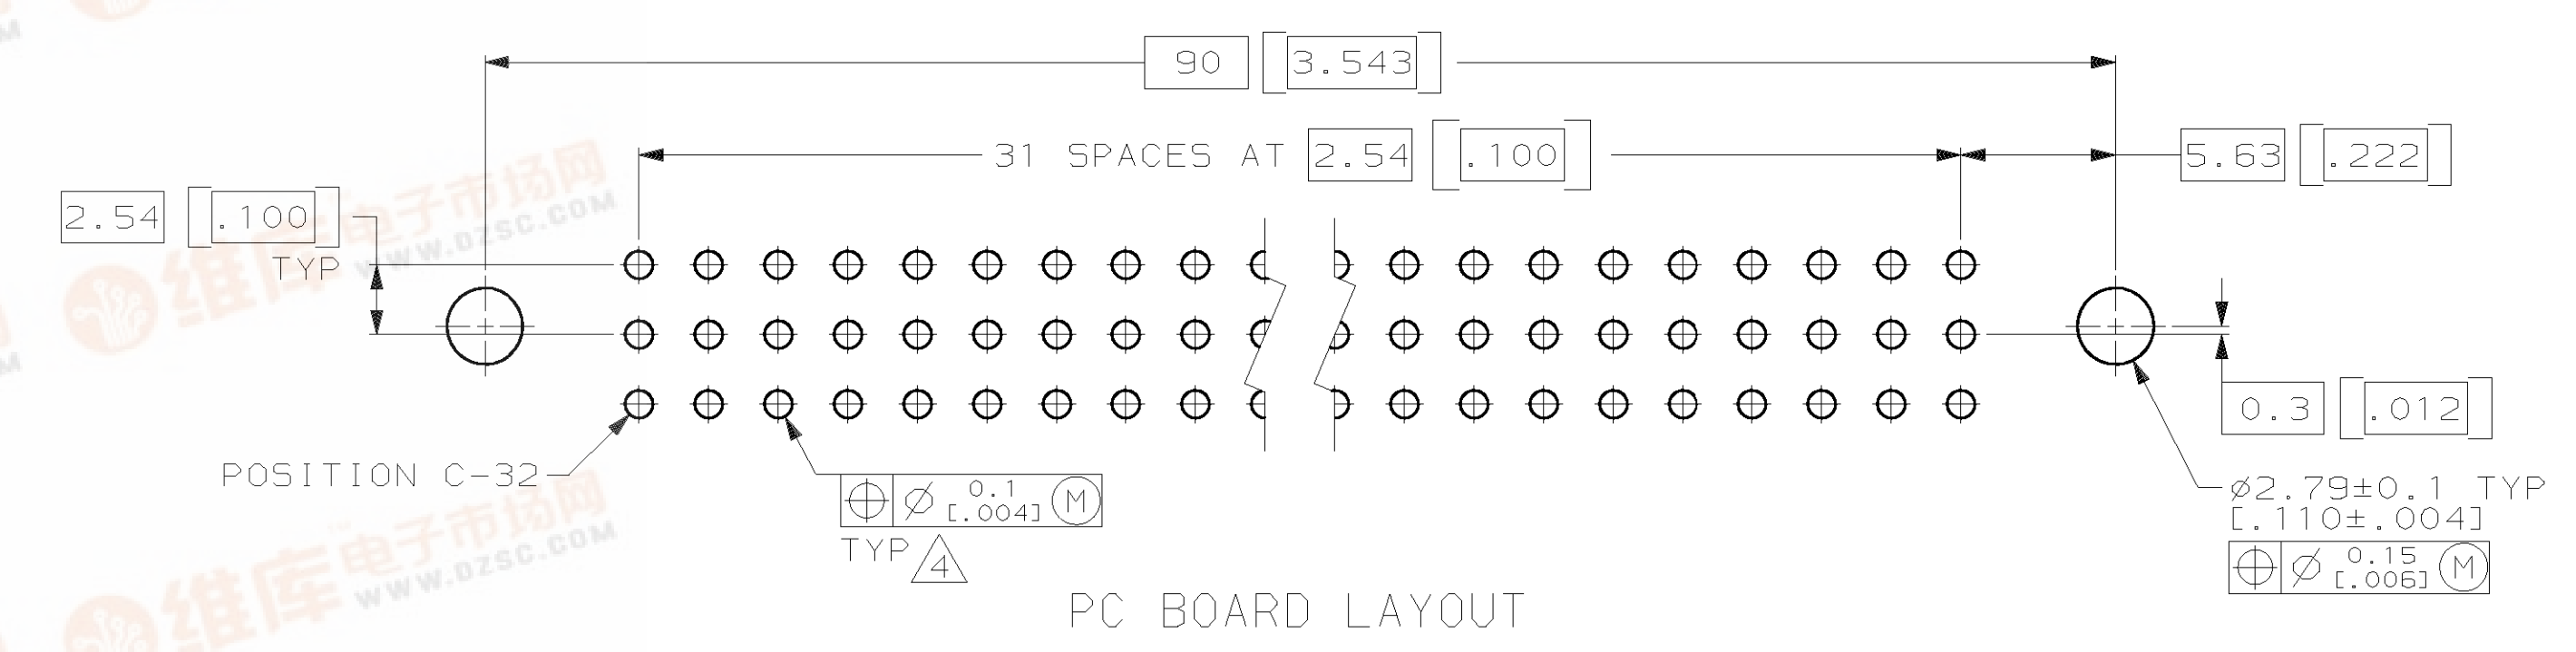 90 [3.543]
31 SPACES AT 2.54 [.100]
5.63 [.222]
2.54 [.100]
TYP
0.3 [.012]
POSITION C-32
⌖ ⌀ 0.1 Ⓜ
[.004]
TYP 4
⌀2.79±0.1 TYP
[.110±.004]
⌖ ⌀ 0.15 Ⓜ
[.006]
PC BOARD LAYOUT
维库电子市场网
WWW.DZSC.COM
维库电子市场网
WWW.DZSC.COM